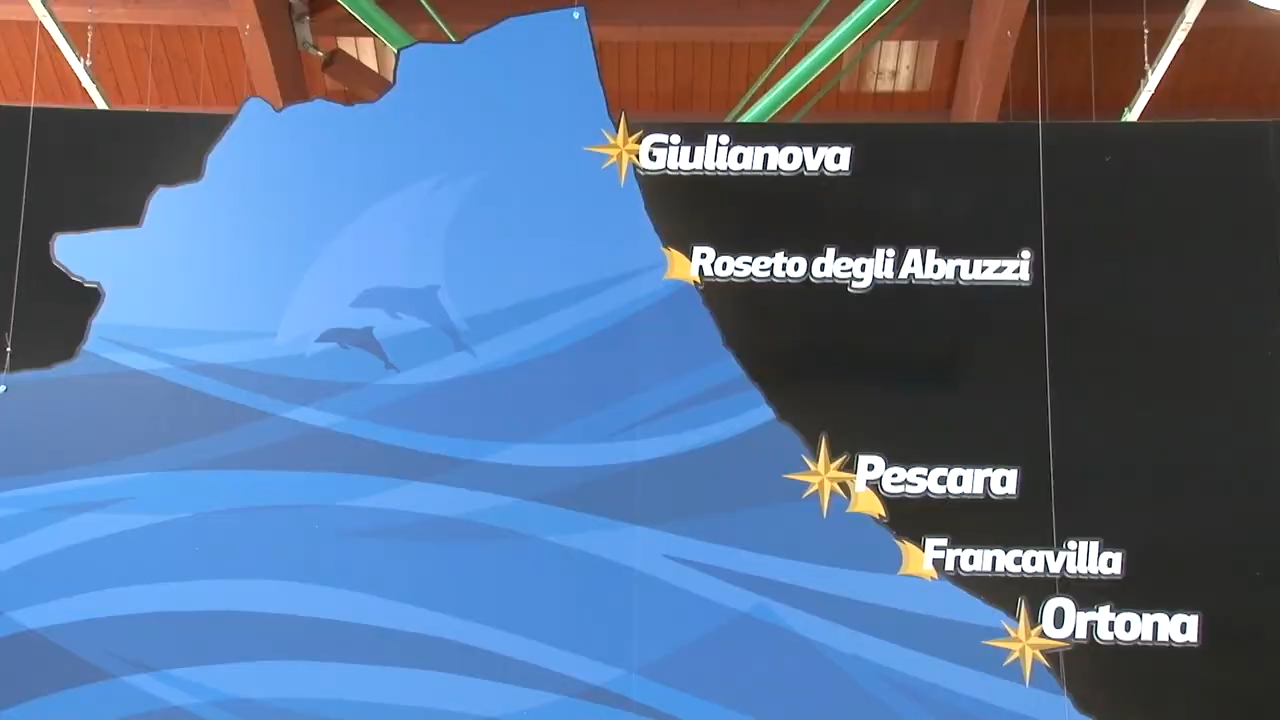 Giulianova
Roseto degli Abruzzi
Pescara
Francavilla
Ortona